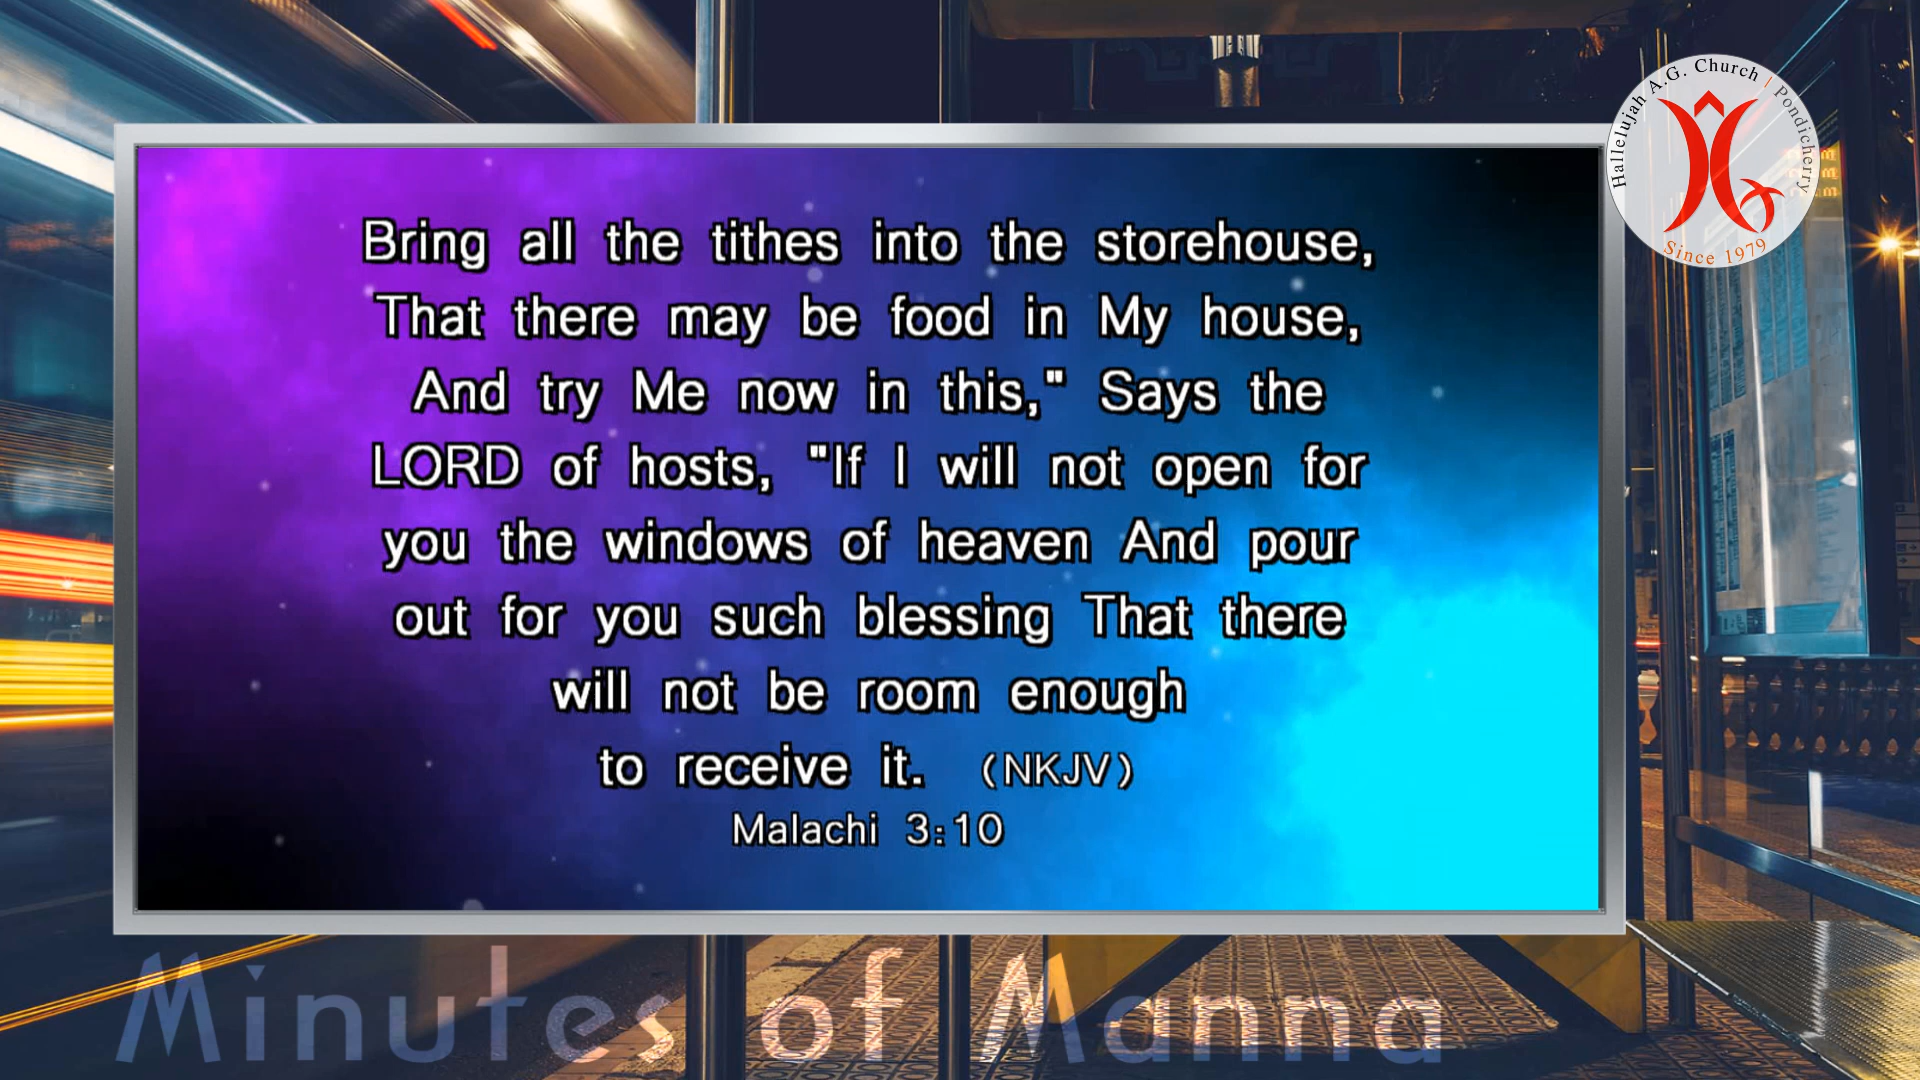 Hallelujah A.G. Church / Pondicherry
Since 1979
Bring all the tithes into the storehouse,
That there may be food in My house,
And try Me now in this," Says the
LORD of hosts, "If I will not open for
you the windows of heaven And pour
out for you such blessing That there
will not be room enough
to receive it. (NKJV)
Malachi 3:10
Minutes of Manna